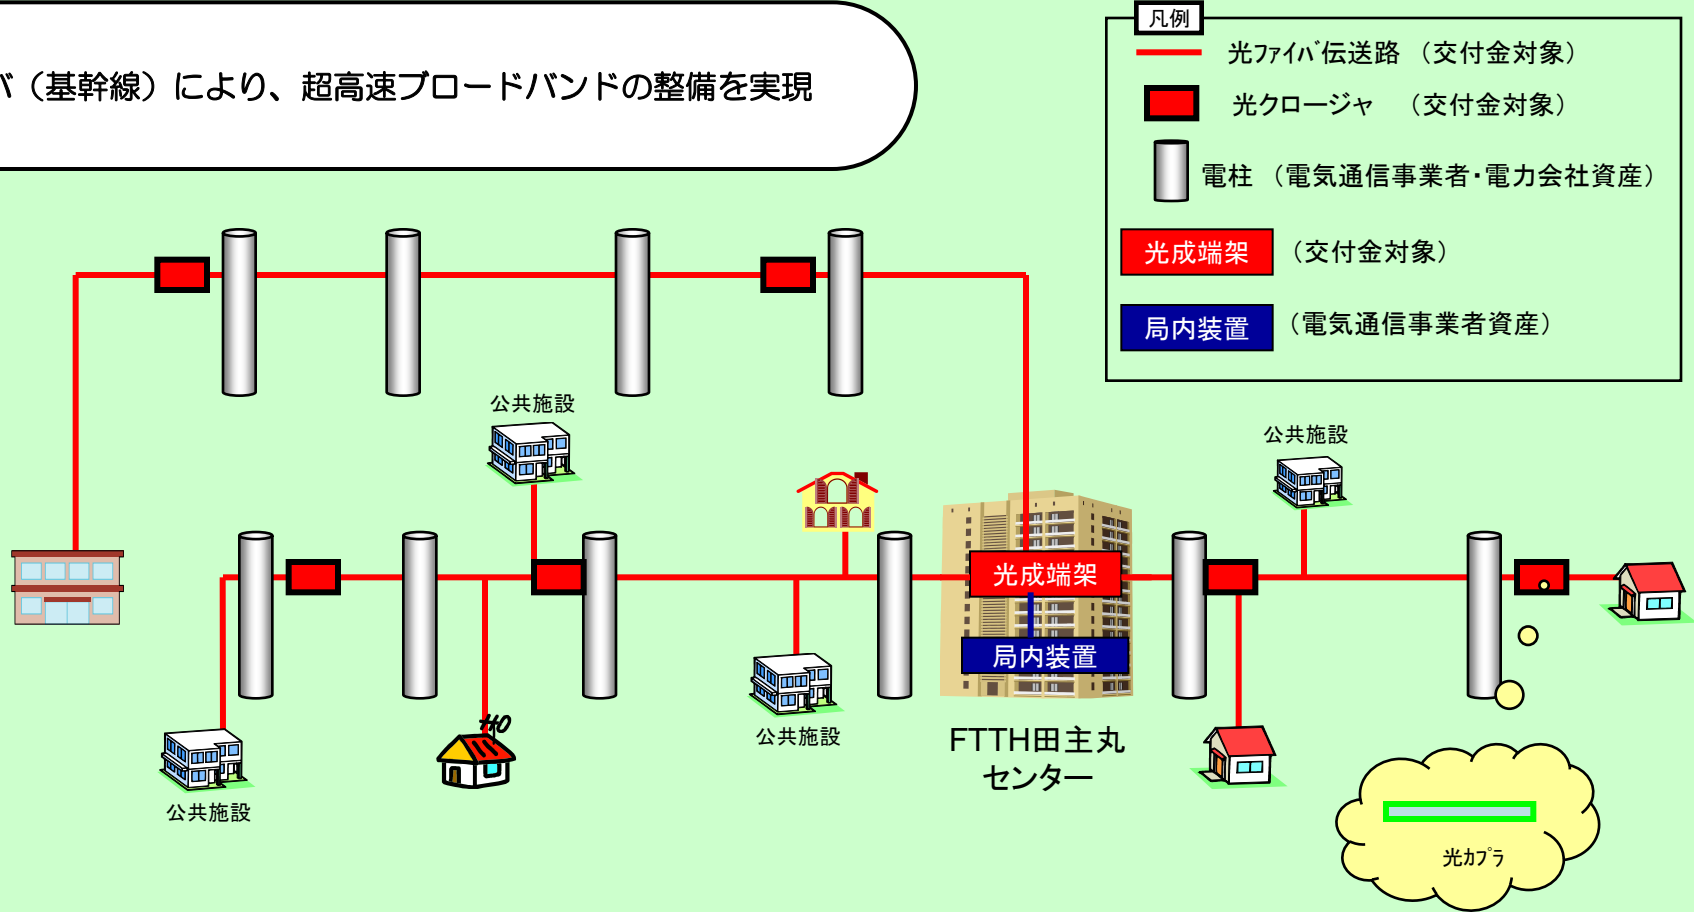 バ（基幹線）により、超高速ブロードバンドの整備を実現
凡例
光ﾌｧｲﾊﾞ伝送路 （交付金対象）
光クロージャ （交付金対象）
電柱 （電気通信事業者・電力会社資産）
光成端架 （交付金対象）
局内装置 （電気通信事業者資産）
公共施設
公共施設
光成端架
局内装置
公共施設
FTTH田主丸
センター
公共施設
光ｶﾌﾟﾗ